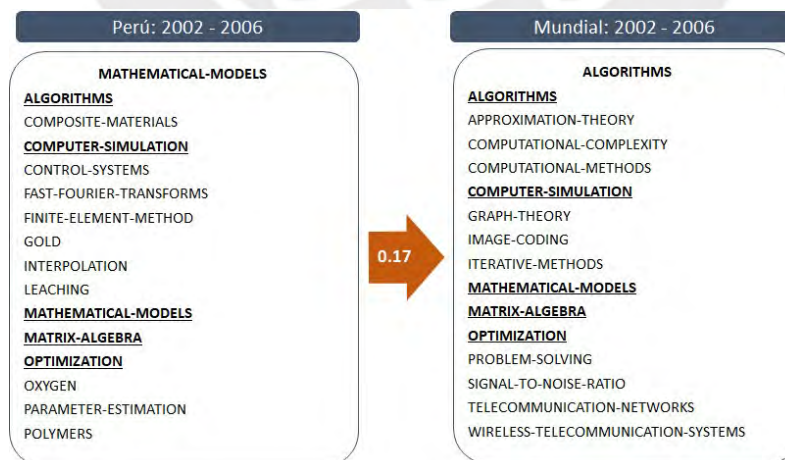 Perú: 2002 - 2006
MATHEMATICAL-MODELS
ALGORITHMS
COMPOSITE-MATERIALS
COMPUTER-SIMULATION
CONTROL-SYSTEMS
FAST-FOURIER-TRANSFORMS
FINITE-ELEMENT-METHOD
GOLD
INTERPOLATION
LEACHING
MATHEMATICAL-MODELS
MATRIX-ALGEBRA
OPTIMIZATION
OXYGEN
PARAMETER-ESTIMATION
POLYMERS
0.17
Mundial: 2002 - 2006
ALGORITHMS
ALGORITHMS
APPROXIMATION-THEORY
COMPUTATIONAL-COMPLEXITY
COMPUTATIONAL-METHODS
COMPUTER-SIMULATION
GRAPH-THEORY
IMAGE-CODING
ITERATIVE-METHODS
MATHEMATICAL-MODELS
MATRIX-ALGEBRA
OPTIMIZATION
PROBLEM-SOLVING
SIGNAL-TO-NOISE-RATIO
TELECOMMUNICATION-NETWORKS
WIRELESS-TELECOMMUNICATION-SYSTEMS